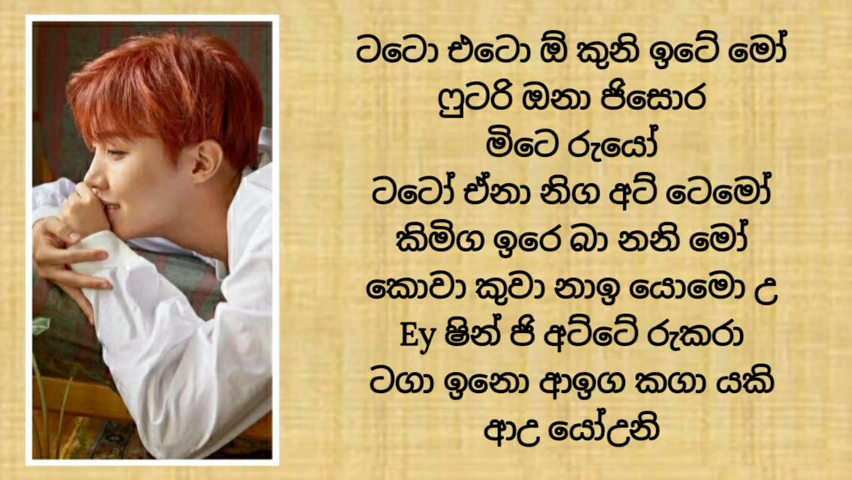 ටටො එටො ඕ කුනි ඉටේ මෝ
ෆුටරි ඔනා ජිසොර
මිටෙ රුයෝ
ටටෝ ඒනා නිග අට් ටෙමෝ
කිමිග ඉරෙ බා නනි මෝ
කොවා කුවා නාඉ යොමො උ
Ey ෂින් ජි අට්ටේ රුකරා
ටගා ඉනො ආඉග කගා යකි
ආඋ යෝඋනි